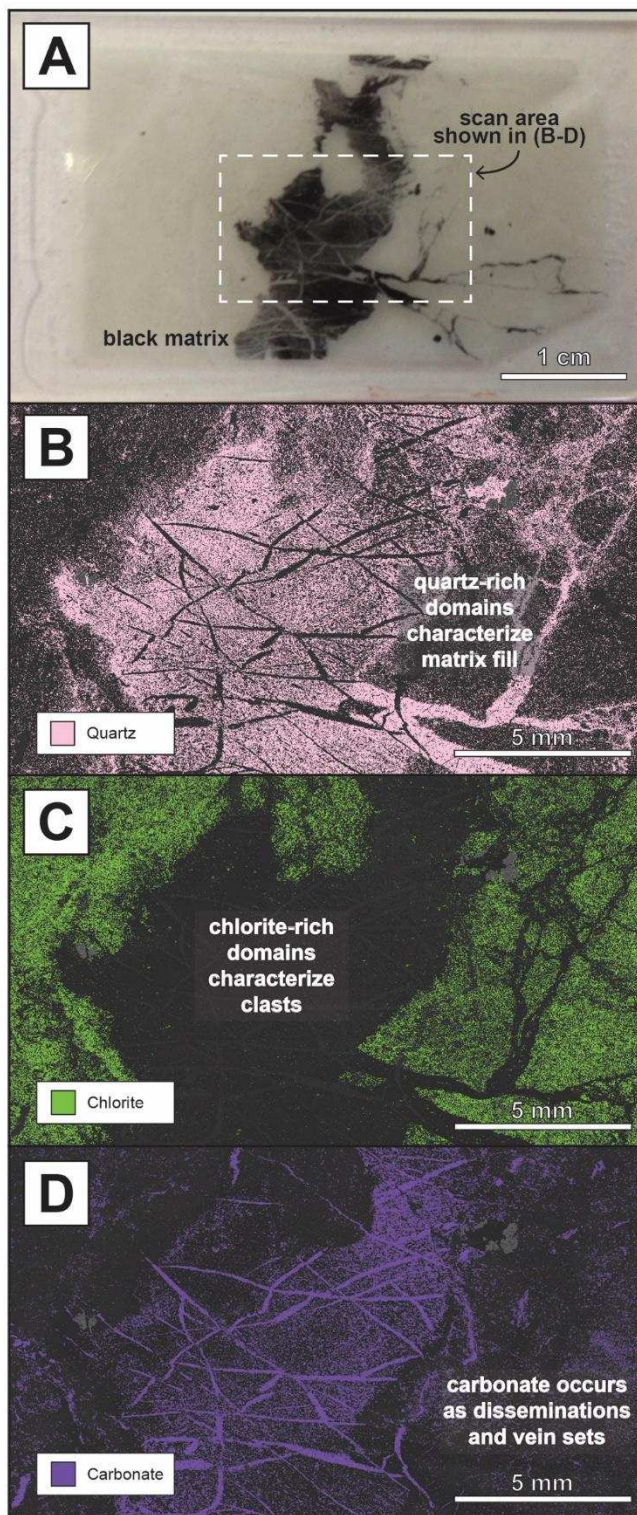 A
scan area
shown in (B-D)
black matrix
1 cm
B
quartz-rich
domains
characterize
matrix fill
Quartz
5 mm
C
chlorite-rich
domains
characterize
clasts
Chlorite
5 mm
D
carbonate occurs
as disseminations
and vein sets
Carbonate
5 mm